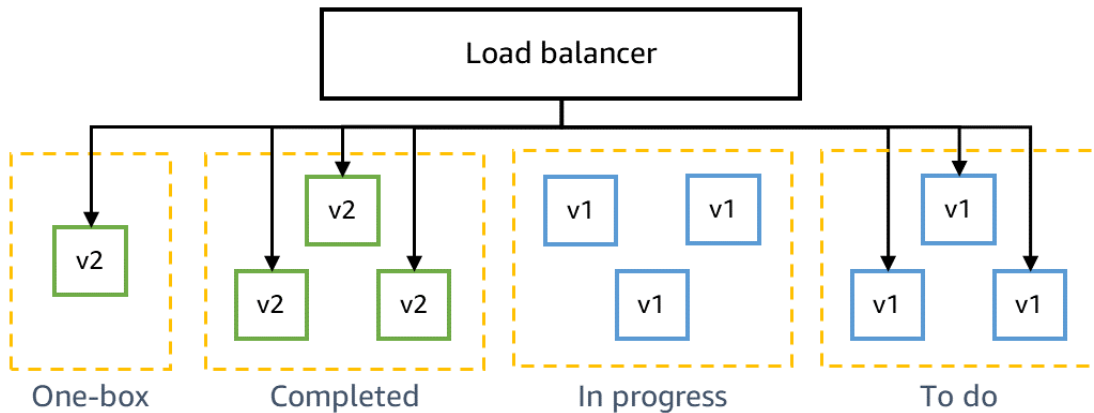 Load balancer
v2
v2
v2
v2
v1
v1
v1
v1
v1
v1
One-box
Completed
In progress
To do